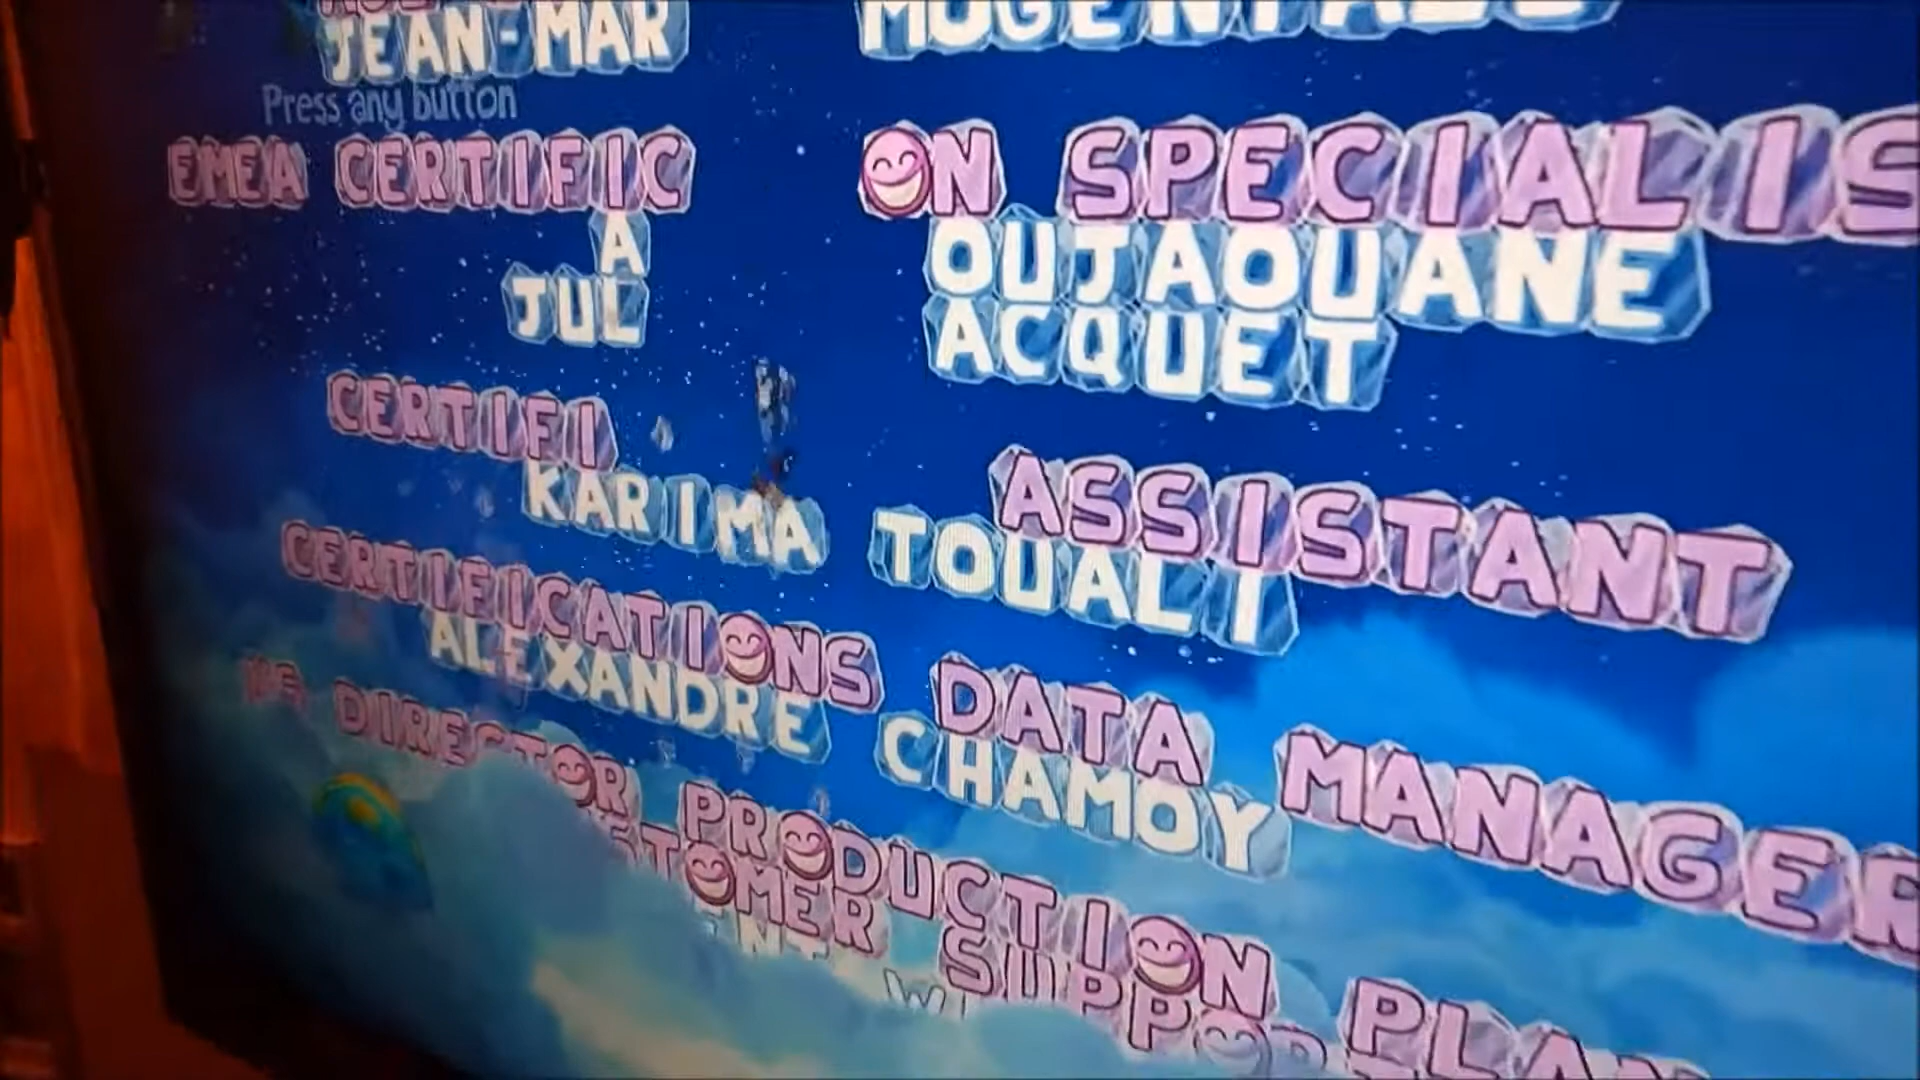 JEAN-MAR
Press any button
EMEA CERTIFIC ON SPECIALIS
A OUJAOUANE
JUL ACQUET
CERTIFI ASSISTANT
KARIMA TOUALI
CERTIFICATIONS DATA MANAGER
ALEXANDRE CHAMOY
DIRECTOR PRODUCTION PLAN
STOMER SUPPORT